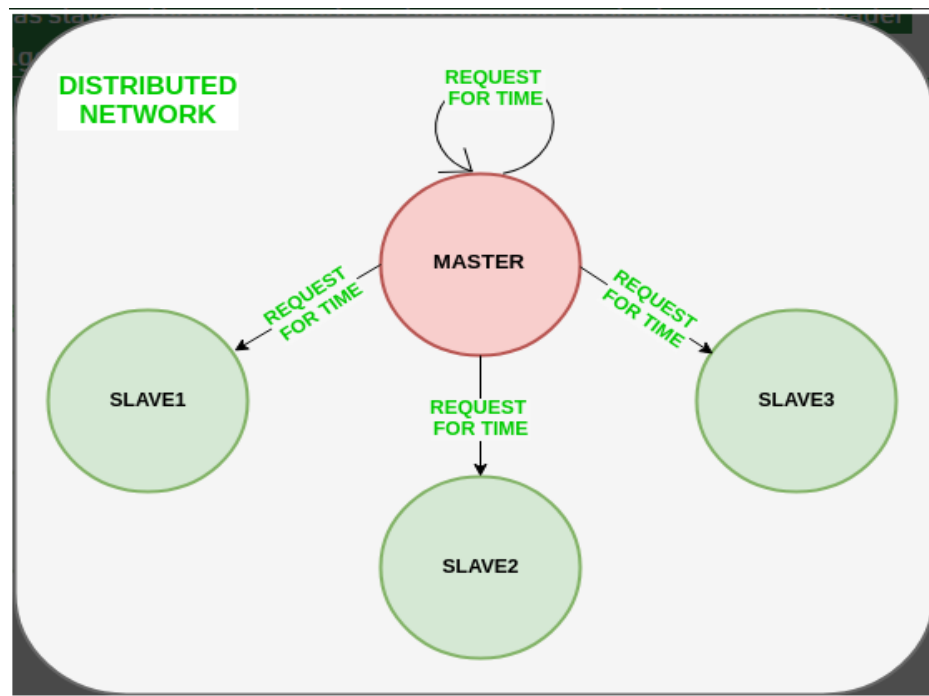 DISTRIBUTED
NETWORK
REQUEST
FOR TIME
MASTER
REQUEST
FOR TIME
REQUEST
FOR TIME
SLAVE1
SLAVE3
REQUEST
FOR TIME
SLAVE2